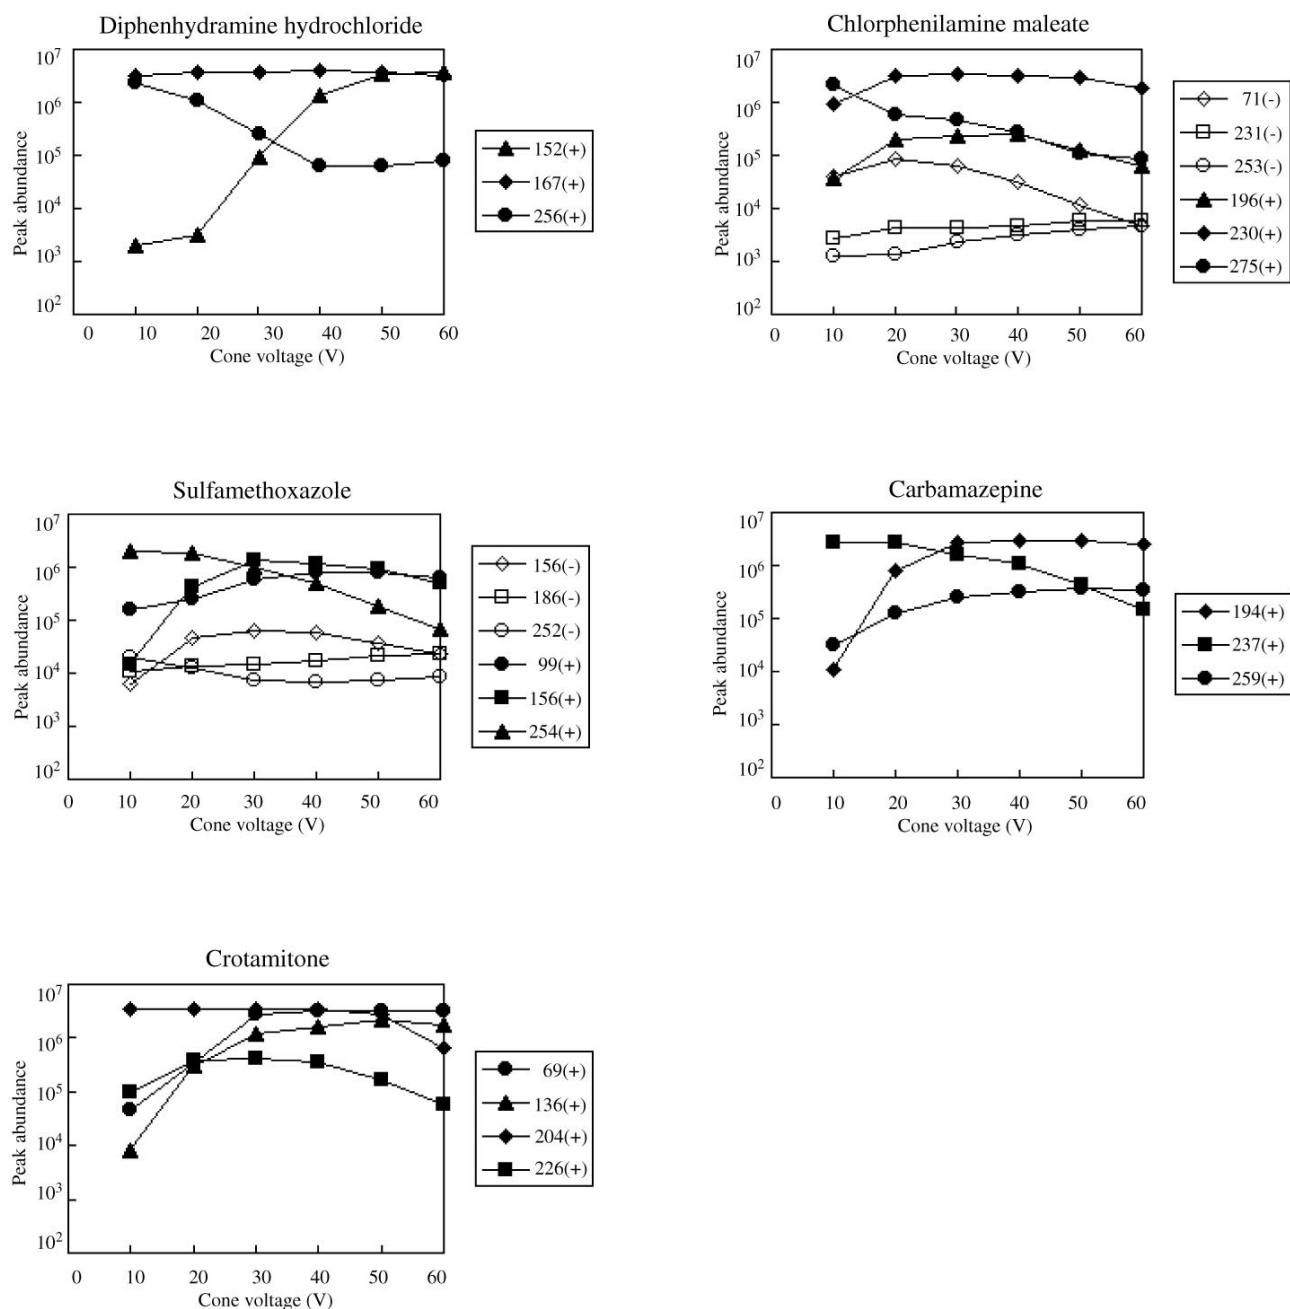 Diphenhydramine hydrochloride
Peak abundance
10^7
10^6
10^5
10^4
10^3
10^2
0 10 20 30 40 50 60
Cone voltage (V)
152(+)
167(+)
256(+)
Chlorphenilamine maleate
Peak abundance
10^7
10^6
10^5
10^4
10^3
10^2
0 10 20 30 40 50 60
Cone voltage (V)
71(-)
231(-)
253(-)
196(+)
230(+)
275(+)
Sulfamethoxazole
Peak abundance
10^7
10^6
10^5
10^4
10^3
10^2
0 10 20 30 40 50 60
Cone voltage (V)
156(-)
186(-)
252(-)
99(+)
156(+)
254(+)
Carbamazepine
Peak abundance
10^7
10^6
10^5
10^4
10^3
10^2
0 10 20 30 40 50 60
Cone voltage (V)
194(+)
237(+)
259(+)
Crotamitone
Peak abundance
10^7
10^6
10^5
10^4
10^3
10^2
0 10 20 30 40 50 60
Cone voltage (V)
69(+)
136(+)
204(+)
226(+)